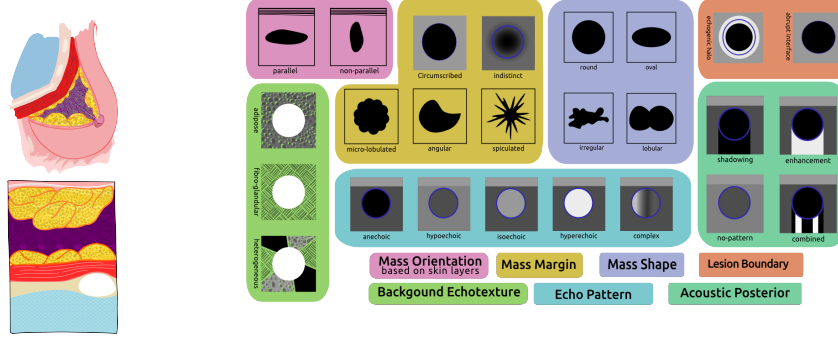 parallel
non-parallel
Circumscribed
indistinct
micro-lobulated
angular
spiculated
round
oval
irregular
lobular
echogenic halo
abrupt interface
adipose
fibro-glandular
heterogeneous
anechoic
hypoechoic
isoechoic
hyperechoic
complex
shadowing
enhancement
no-pattern
combined
Mass Orientation
based on skin layers
Mass Margin
Mass Shape
Lesion Boundary
Backgound Echotexture
Echo Pattern
Acoustic Posterior